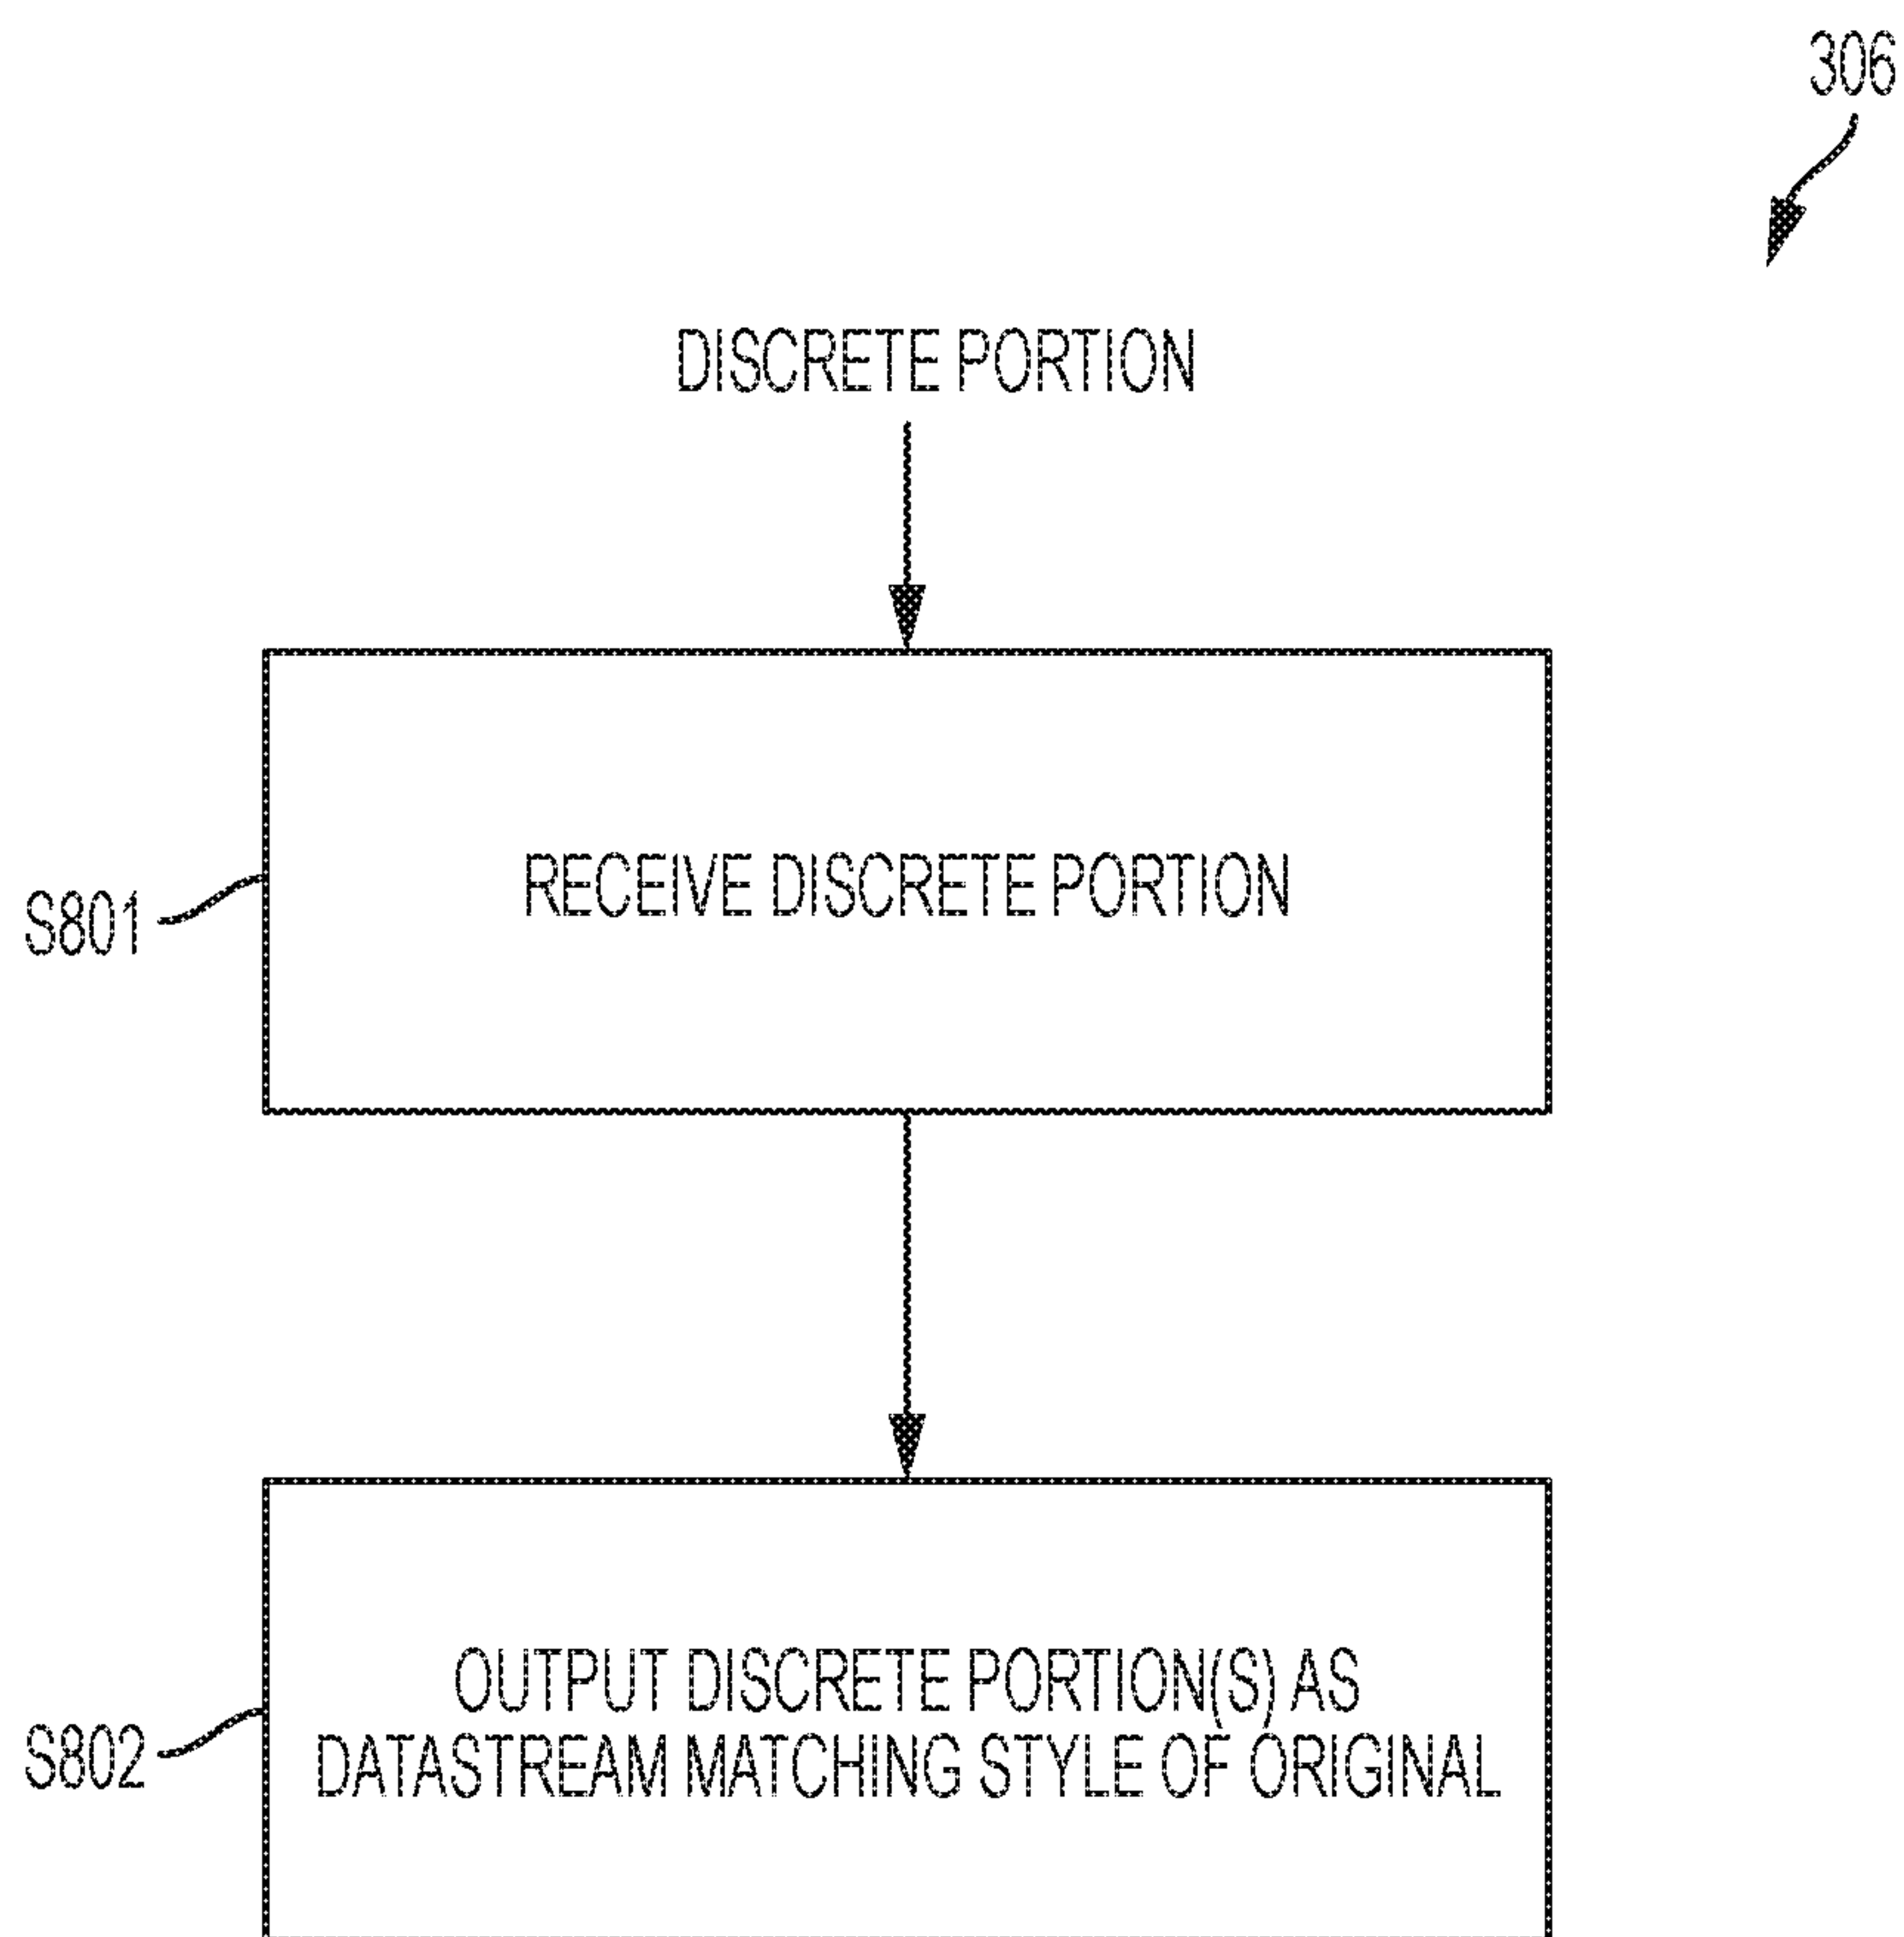 306
DISCRETE PORTION
RECEIVE DISCRETE PORTION
S801
OUTPUT DISCRETE PORTION(S) AS
DATASTREAM MATCHING STYLE OF ORIGINAL
S802